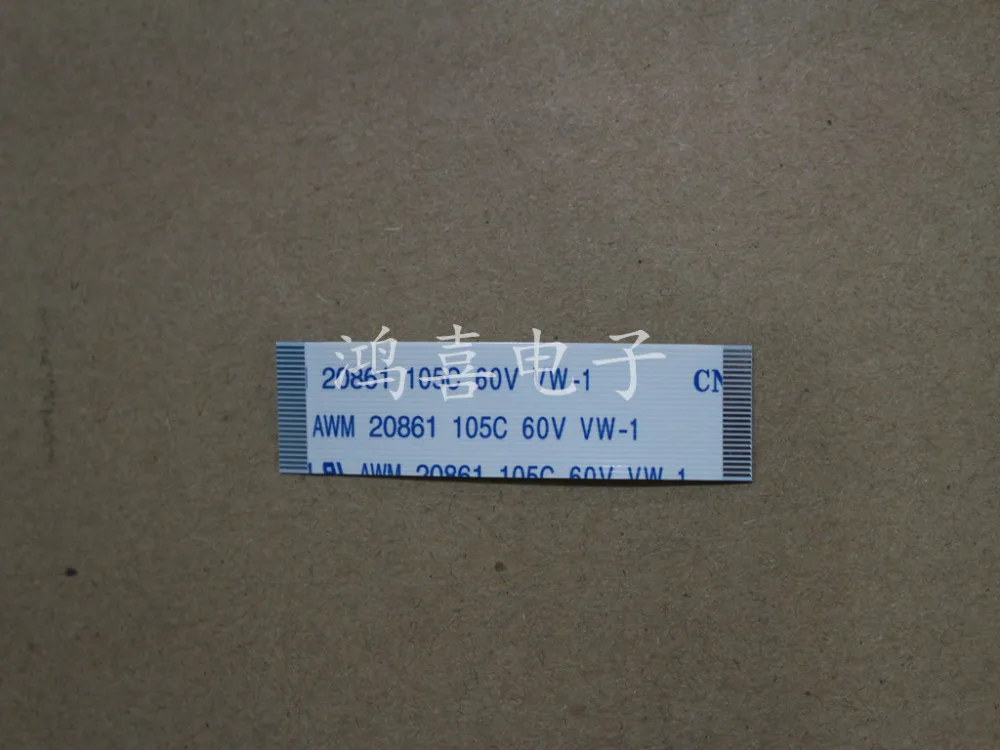 鸿喜电子
20861 105C 60V VW-1 CN
AWM 20861 105C 60V VW-1
AWM 20861 105C 60V VW-1